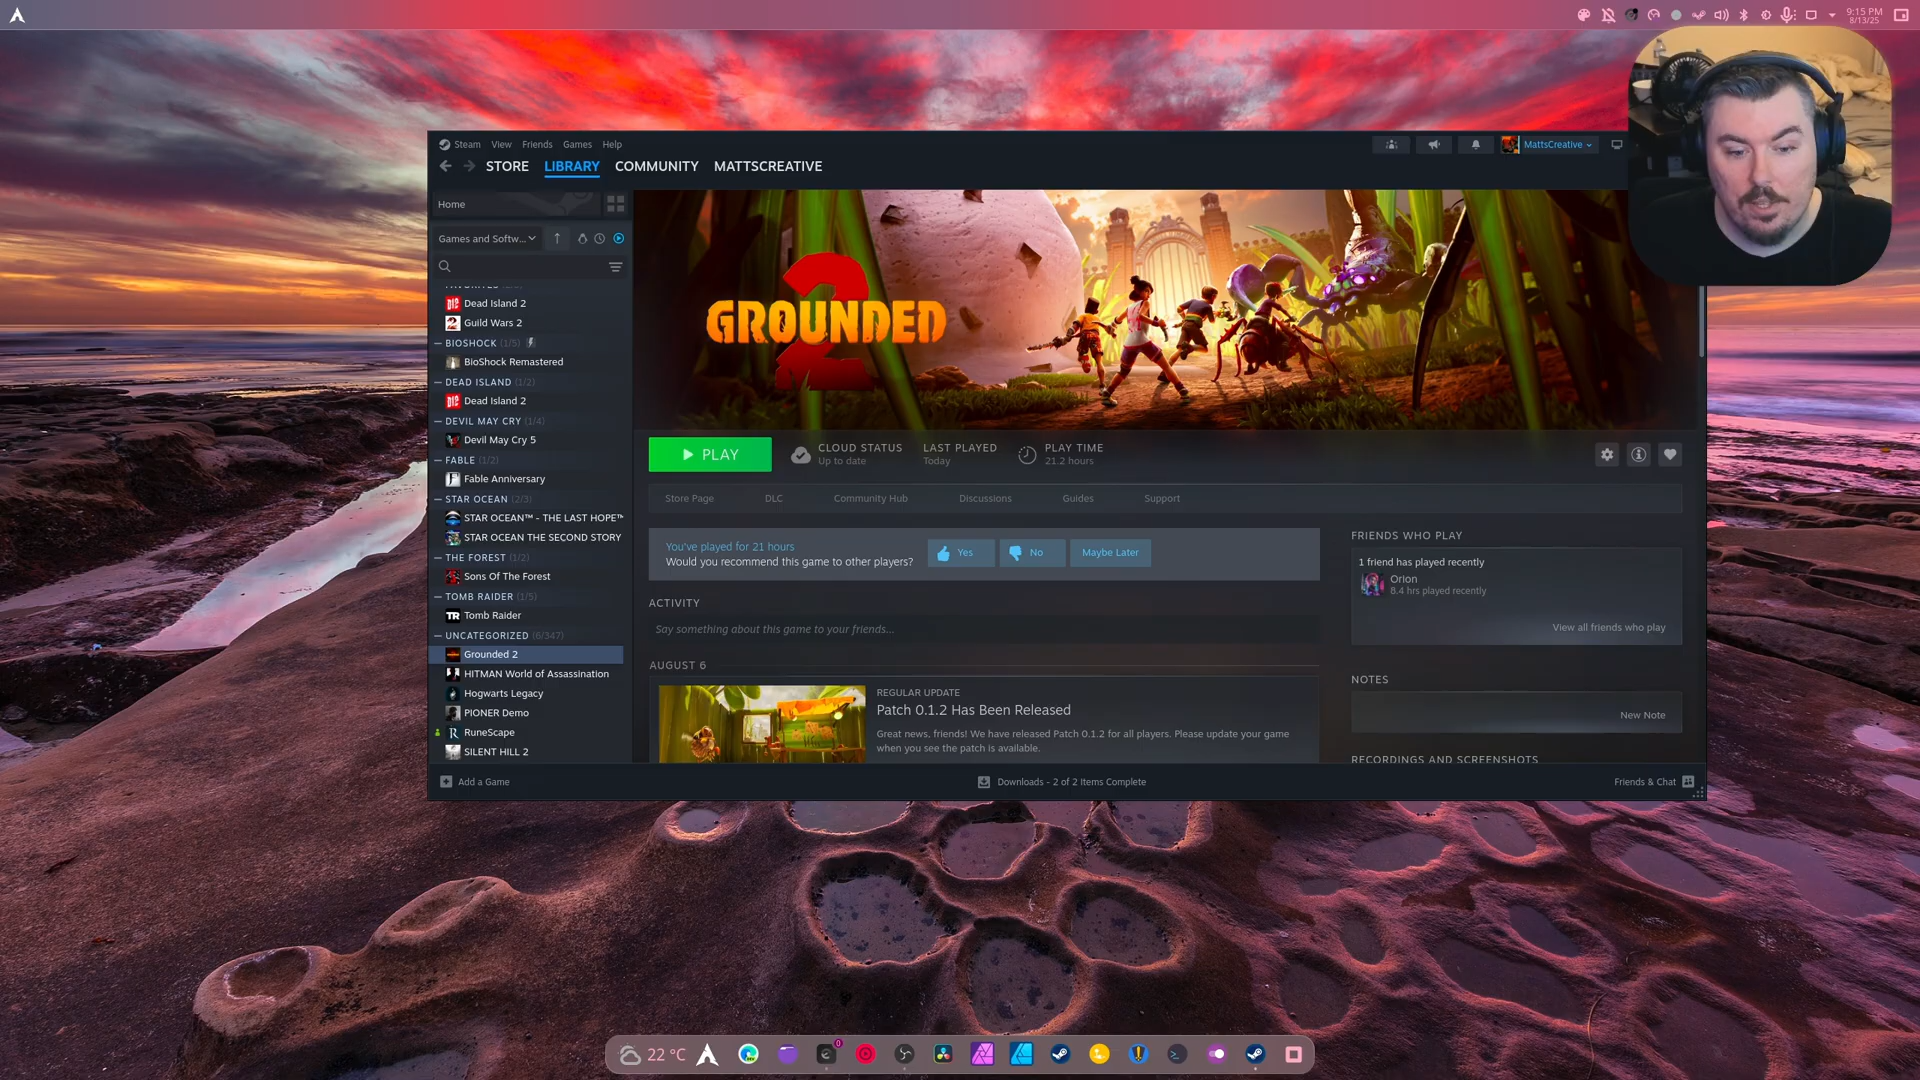 9:15 PM
8/13/25
Steam View Friends Games Help
MattsCreative
STORE LIBRARY COMMUNITY MATTSCREATIVE
Home
Games and Softw...
FAVORITES
Dead Island 2
Guild Wars 2
BIOSHOCK (1/5)
BioShock Remastered
DEAD ISLAND (1/2)
Dead Island 2
DEVIL MAY CRY (1/4)
Devil May Cry 5
FABLE (1/2)
Fable Anniversary
STAR OCEAN (2/3)
STAR OCEAN™ - THE LAST HOPE™
STAR OCEAN THE SECOND STORY
THE FOREST (1/2)
Sons Of The Forest
TOMB RAIDER (1/5)
Tomb Raider
UNCATEGORIZED (6/347)
Grounded 2
HITMAN World of Assassination
Hogwarts Legacy
PIONER Demo
RuneScape
SILENT HILL 2
Add a Game
GROUNDED
2
PLAY
CLOUD STATUS
Up to date
LAST PLAYED
Today
PLAY TIME
21.2 hours
Store Page DLC Community Hub Discussions Guides Support
You've played for 21 hours
Would you recommend this game to other players?
Yes No Maybe Later
ACTIVITY
Say something about this game to your friends...
AUGUST 6
REGULAR UPDATE
Patch 0.1.2 Has Been Released
Great news, friends! We have released Patch 0.1.2 for all players. Please update your game
when you see the patch is available.
FRIENDS WHO PLAY
1 friend has played recently
Orion
8.4 hrs played recently
View all friends who play
NOTES
New Note
RECORDINGS AND SCREENSHOTS
Downloads - 2 of 2 Items Complete
Friends & Chat
22 °C
0